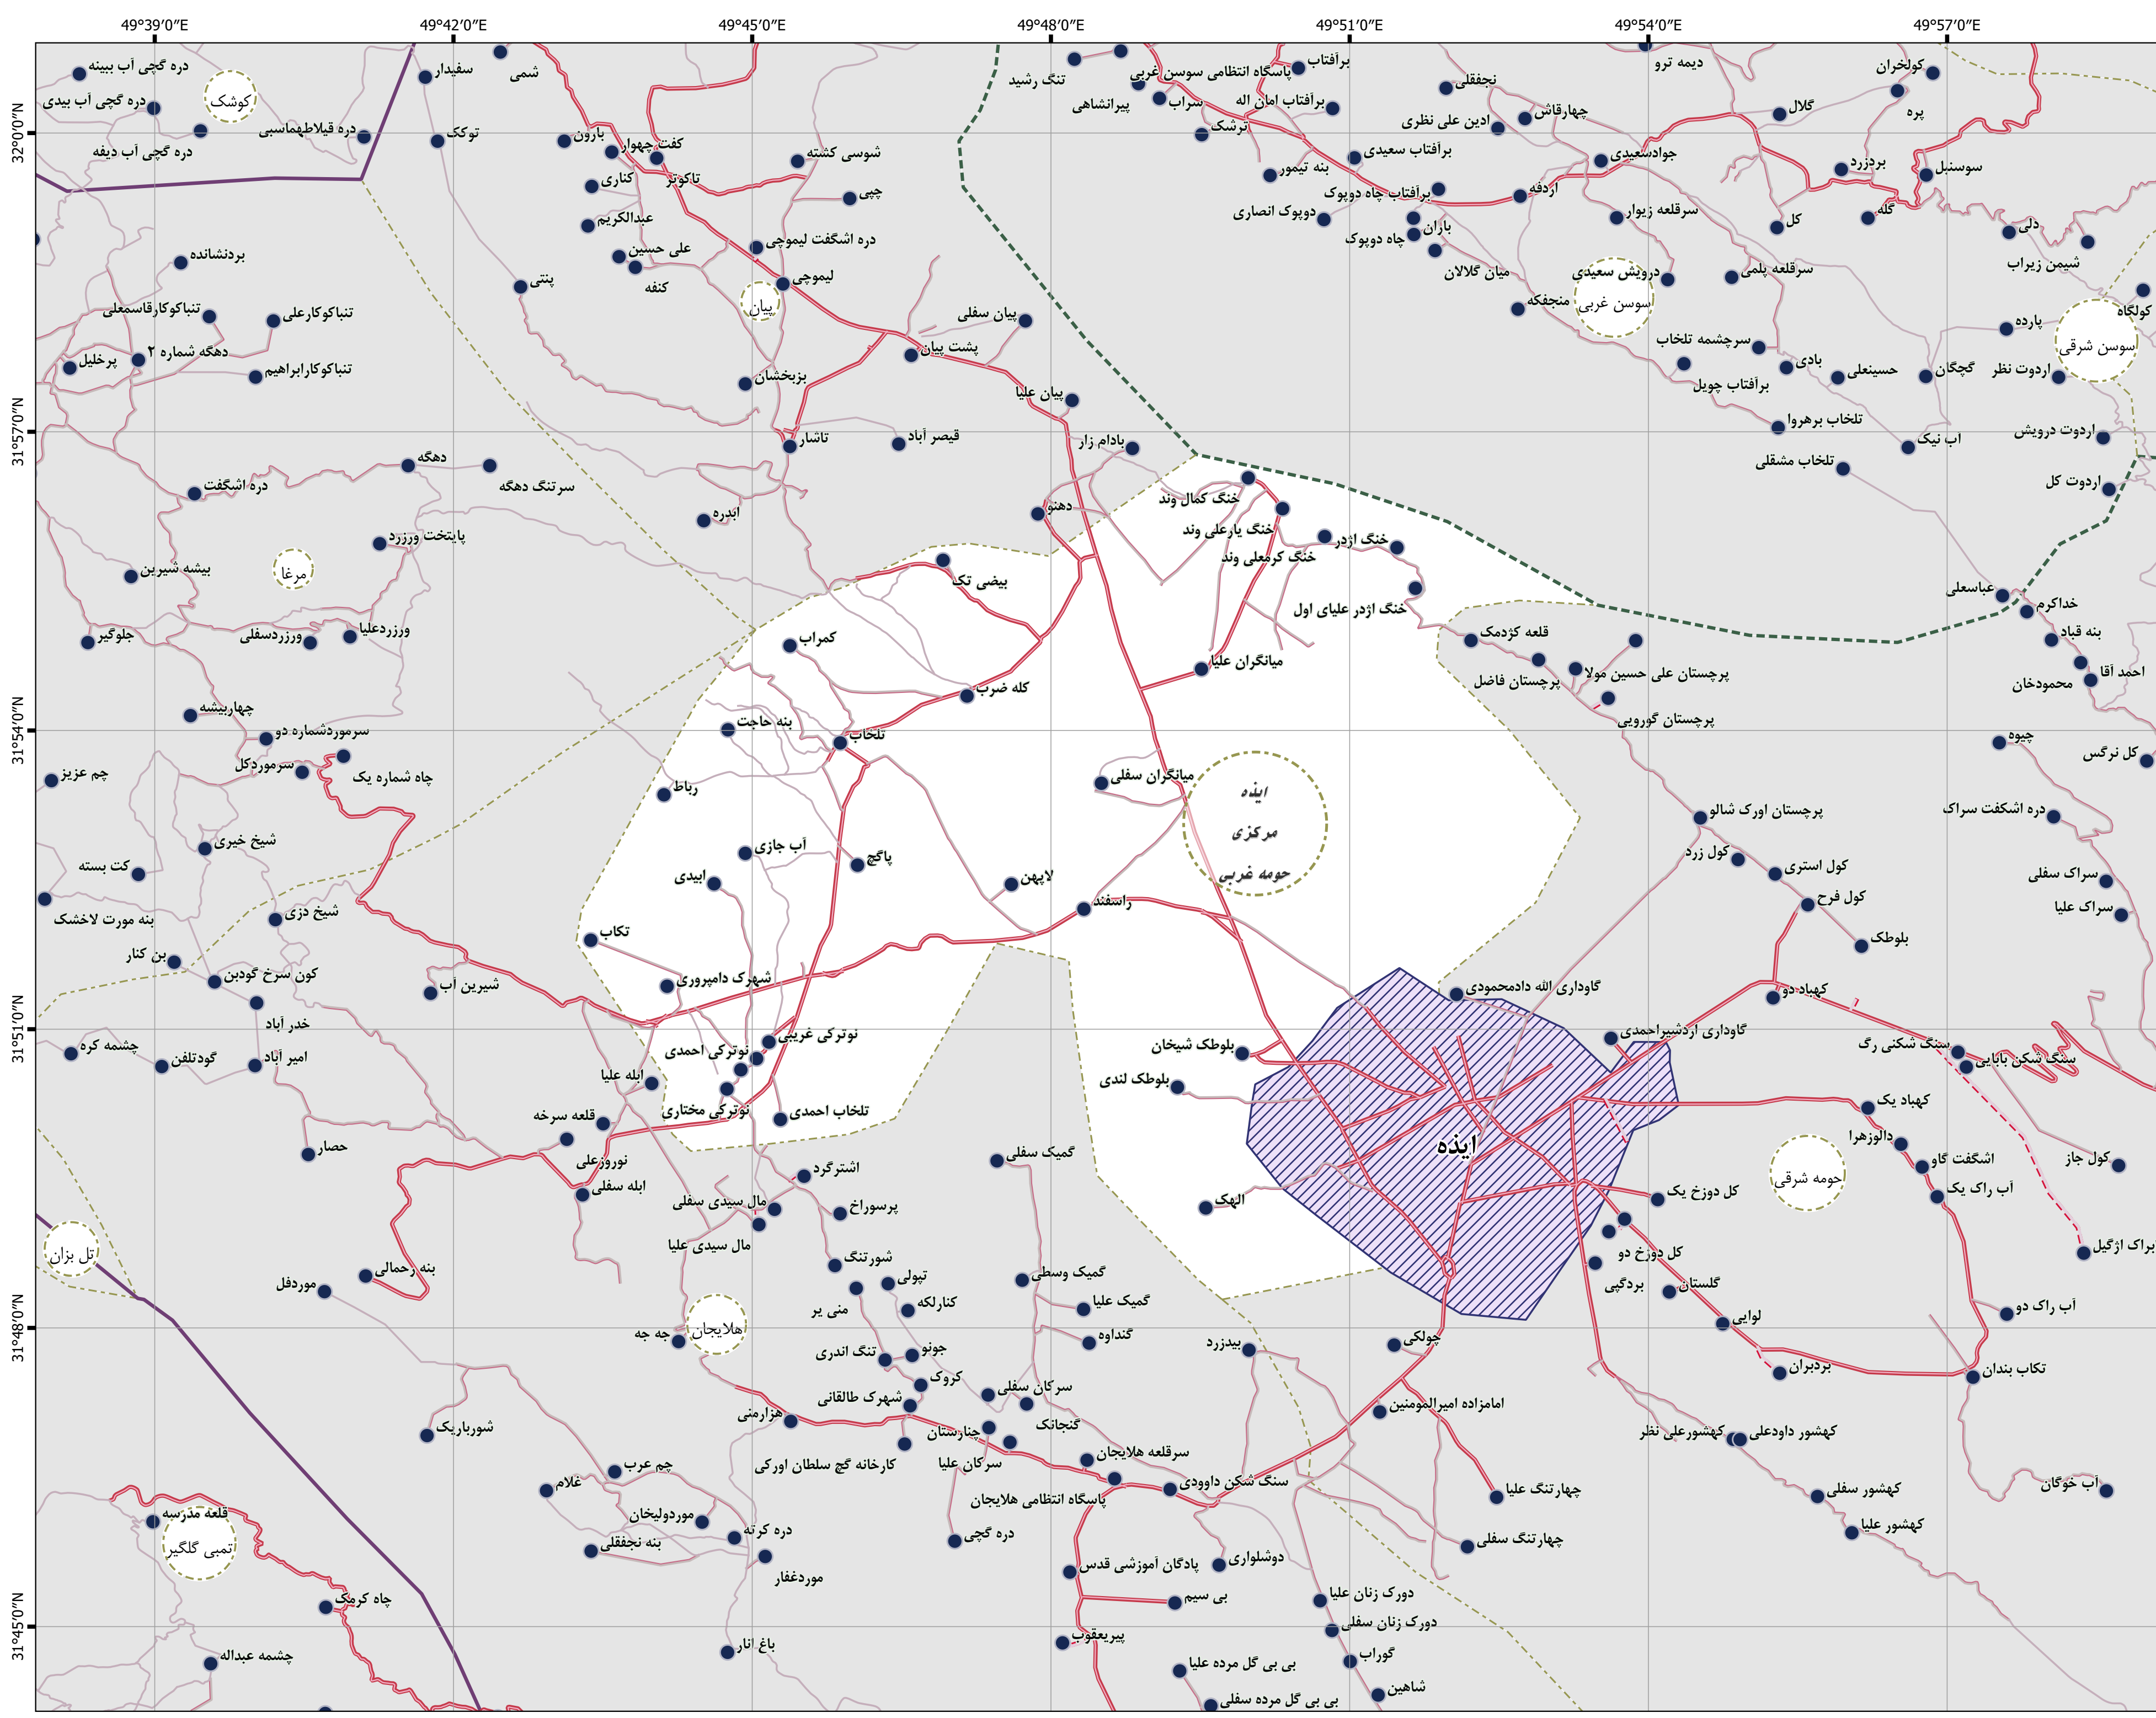 49°39'0"E
49°42'0"E
49°45'0"E
49°48'0"E
49°51'0"E
49°54'0"E
49°57'0"E
32°0'0"N
31°57'0"N
31°54'0"N
31°51'0"N
31°48'0"N
31°45'0"N
دره گچی آب ببینه
کوشک
دره گچی آب بیدی
دره قیلاطهماسبی
دره گچی آب دیفه
سفیدار
شمی
توکک
بارون
کفت چهوار
تاکوتر
کناری
عبدالکریم
علی حسین
کنفه
شوسی کشته
چپی
دره اشگفت لیموچی
لیموچی
پیان
پنتی
تنگ رشید
پاسگاه انتظامی سوسن غربی
برآفتاب
پیرانشاهی
سراب
برآفتاب امان اله
ترشک
بنه تیمور
برآفتاب سعیدی
برآفتاب چاه دوپوک
دوپوک انصاری
باران
چاه دوپوک
میان گلالان
نجفقلی
چهارقاش
ادین علی نظری
دیمه ترو
کولخران
پره
گلال
جوادسعیدی
بردزرد
سوسنبل
اردفه
سرقلعه زیوار
کل
گله
دلی
شیمن زیراب
درویش سعیدی
سوسن غربی
سرقلعه پلمی
منجفکه
کولگاه
سوسن شرقی
پارده
سرچشمه تلخاب
بادی
برآفتاب چویل
حسینعلی
گچگان
اردوت نظر
تلخاب برهروا
اب نیک
اردوت درویش
تلخاب مشقلی
اردوت کل
بردنشانده
تنباکوکارقاسمعلی
تنباکوکارعلی
دهگه شماره ۲
پرخلیل
تنباکوکارابراهیم
پیان سفلی
پشت پیان
بزبخشان
پیان علیا
تاشار
قیصر آباد
بادام زار
دهگه
سرتنگ دهگه
دره اشگفت
پایتخت ورزرد
بیشه شیرین
مرغا
ابدره
دهنو
خنگ کمال وند
خنگ یارعلی وند
خنگ کرمعلی وند
خنگ اژدر
خنگ اژدر علیای اول
بیضی تک
جلوگیر
ورزردسفلی
ورزردعلیا
کمراب
کله ضرب
میانگران علیا
قلعه کژدمک
پرچستان فاضل
پرچستان علی حسین مولا
پرچستان گورویی
عباسعلی
خداکرم
بنه قباد
احمد آقا
محمودخان
چهاربیشه
سرموردشماره دو
سرموردکل
چاه شماره یک
چم عزیز
بنه حاجت
تلخاب
رباط
میانگران سفلی
ایذه
مرکزی
حومه غربی
چیوه
کل نرگس
دره اشکفت سراک
پرچستان اورک شالو
شیخ خیری
کت بسته
بنه مورت لاخشک
شیخ دزی
آب جازی
پاگچ
اببدی
لاپهن
راسفند
کول زرد
کول استری
کول فرح
بلوطک
سراک سفلی
سراک علیا
بن کنار
کون سرخ گودبن
تکاب
شیرین آب
شهرک دامپروری
گاوداری الله دادمحمودی
کهباد دو
خدر آباد
چشمه کره
گودتلفن
امیر آباد
نوترکی غریبی
نوترکی احمدی
ابله علیا
نوترکی مختاری
تلخاب احمدی
بلوطک شیخان
بلوطک لندی
گاوداری اردشیراحمدی
سنگ شکنی رگ
سنگ شکن بابایی
کهباد یک
دالوزهرا
اشگفت گاو
آب راک یک
کول جاز
قلعه سرخه
نوروزعلی
ابله سفلی
حصار
گمیک سفلی
ایذه
حومه شرقی
اشترگرد
مال سیدی سفلی
مال سیدی علیا
پرسوراخ
الهک
کل دوزخ یک
کل دوزخ دو
بردگپی
گلستان
تل بزان
بنه رحمالی
موردفل
شورتنگ
تپولی
منی یر
کنارلکه
گمیک وسطی
گمیک علیا
گنداوه
آب راک دو
لوایی
هلایجان
جه جه
جونو
تنگ اندری
کروک
بیدزرد
چولکی
بردبران
تکاب بندان
شهرک طالقانی
سرکان سفلی
گنجانک
هزارمنی
چنارستان
سرکان علیا
کارخانه گچ سلطان اورکی
سرقلعه هلایجان
پاسگاه انتظامی هلایجان
سنگ شکن داوودی
امامزاده امیرالمومنین
کهشورعلی نظر
کهشور داودعلی
آب خوگان
شورباریک
چم عرب
غلام
موردولیخان
دره کرته
بنه نجفقلی
موردغفار
دره گچی
چهارتنگ علیا
چهارتنگ سفلی
کهشور سفلی
کهشور علیا
قلعه مدرسه
تمبی گلگیر
پادگان آموزشی قدس
دوشلواری
چاه کرمک
بی سیم
دورک زنان علیا
دورک زنان سفلی
چشمه عبداله
باغ انار
پیریعقوب
گوراب
بی بی گل مرده علیا
بی بی گل مرده سفلی
شاهین